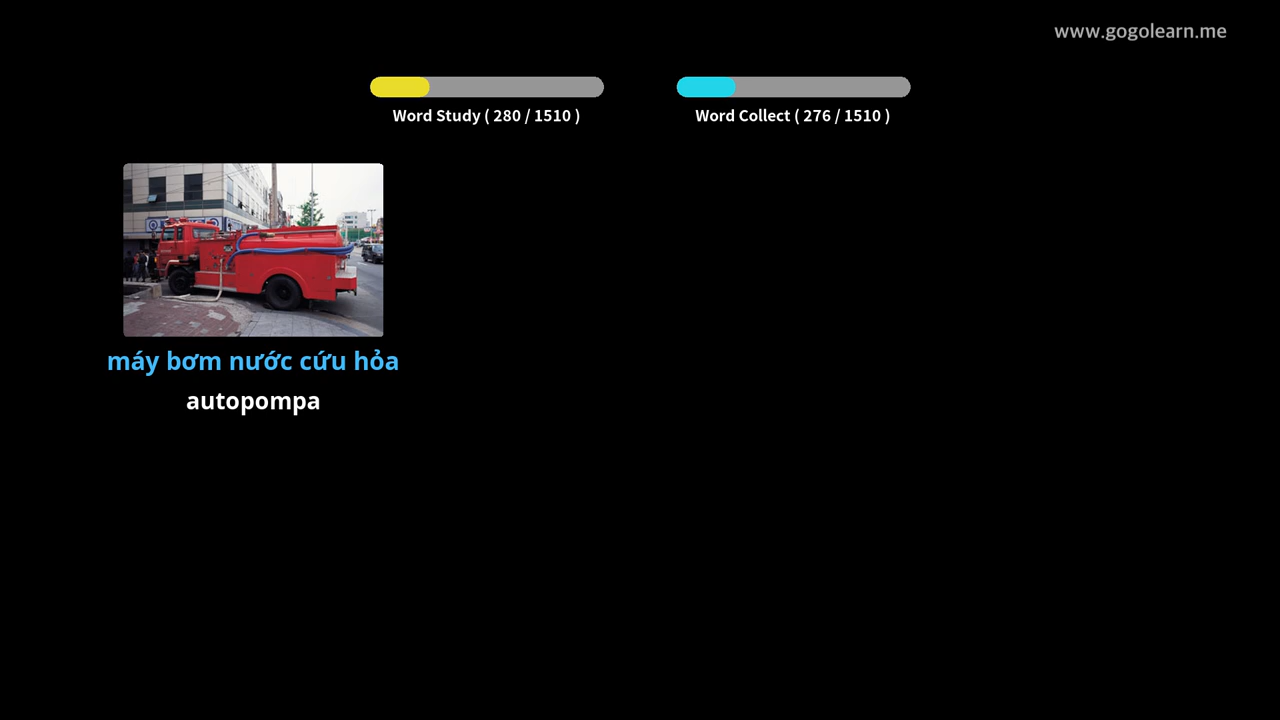 www.gogolearn.me
Word Study ( 280 / 1510 )
Word Collect ( 276 / 1510 )
máy bơm nước cứu hỏa
autopompa